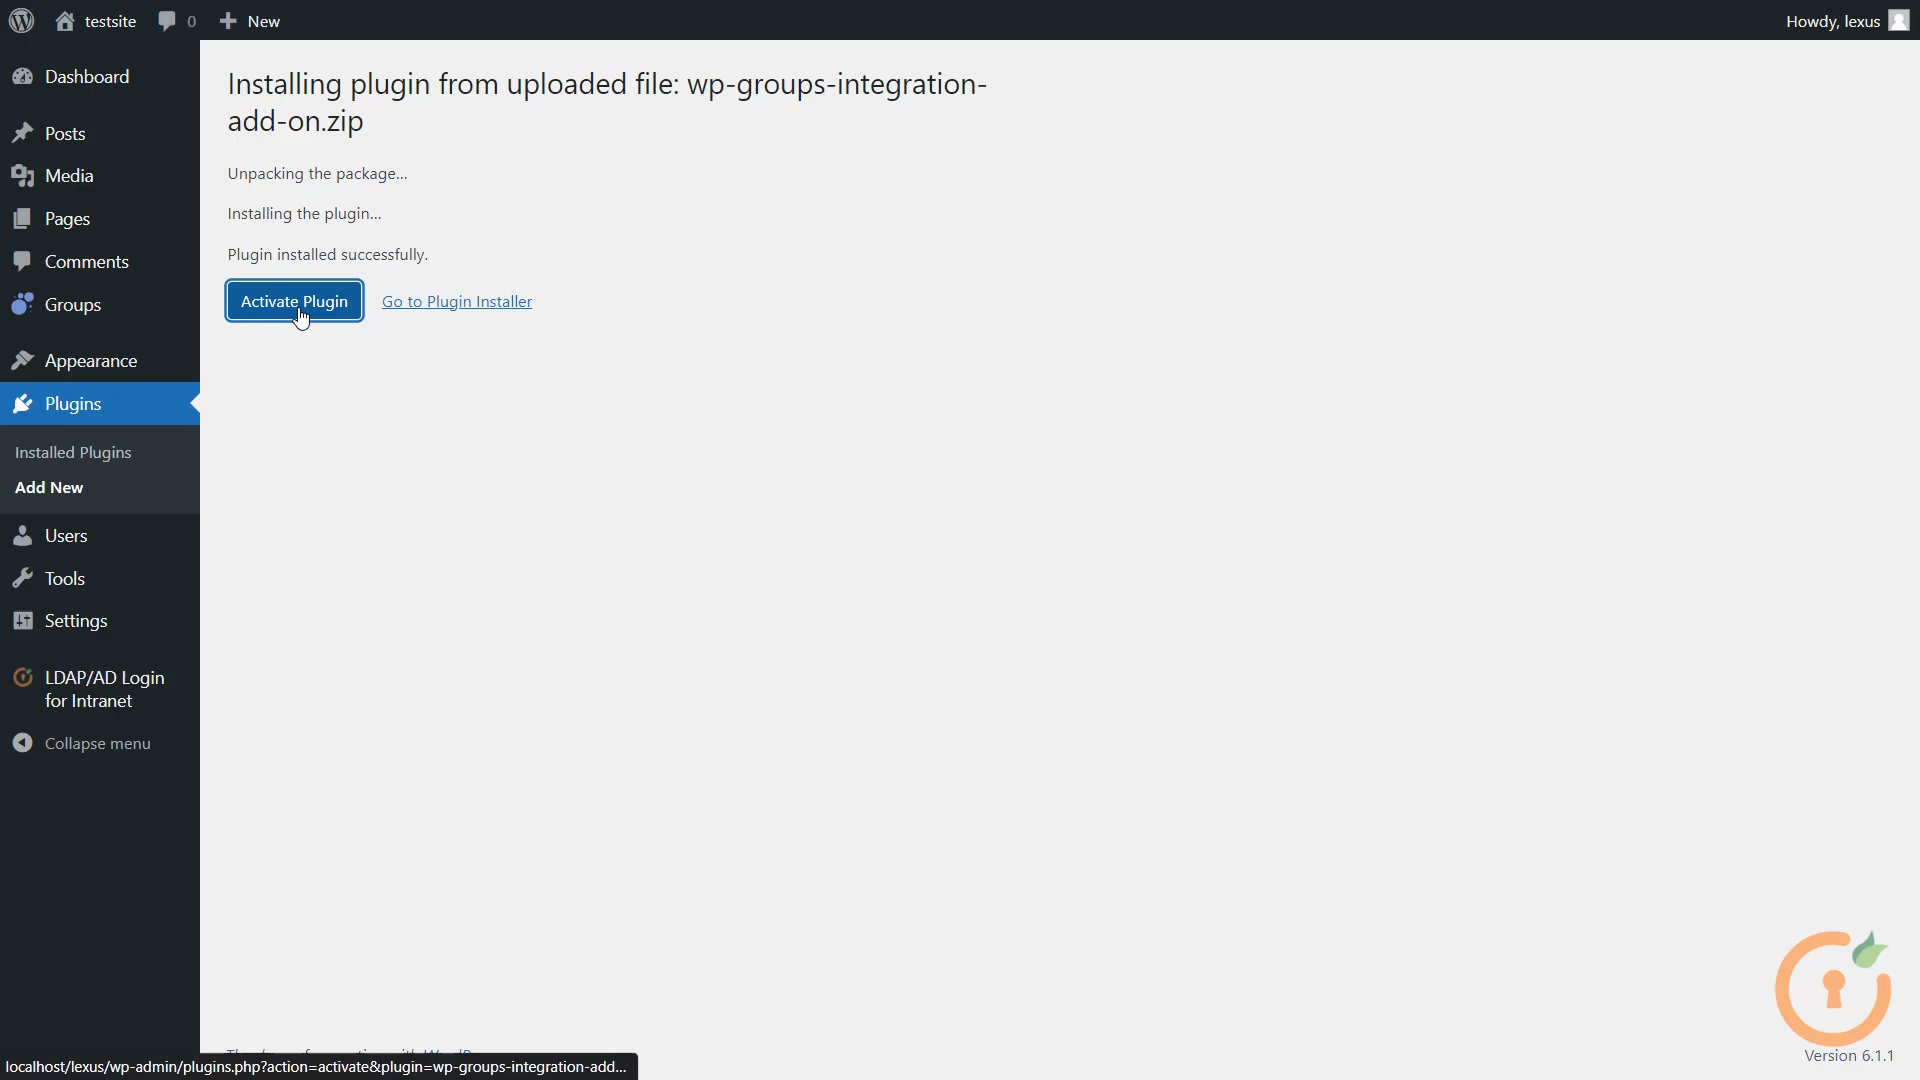 testsite
0
New
Howdy, lexus
Dashboard
Posts
Media
Pages
Comments
Groups
Appearance
Plugins
Installed Plugins
Add New
Users
Tools
Settings
LDAP/AD Login
for Intranet
Collapse menu
Installing plugin from uploaded file: wp-groups-integration-
add-on.zip
Unpacking the package...
Installing the plugin...
Plugin installed successfully.
Activate Plugin
Go to Plugin Installer
Version 6.1.1
localhost/lexus/wp-admin/plugins.php?action=activate&plugin=wp-groups-integration-add...